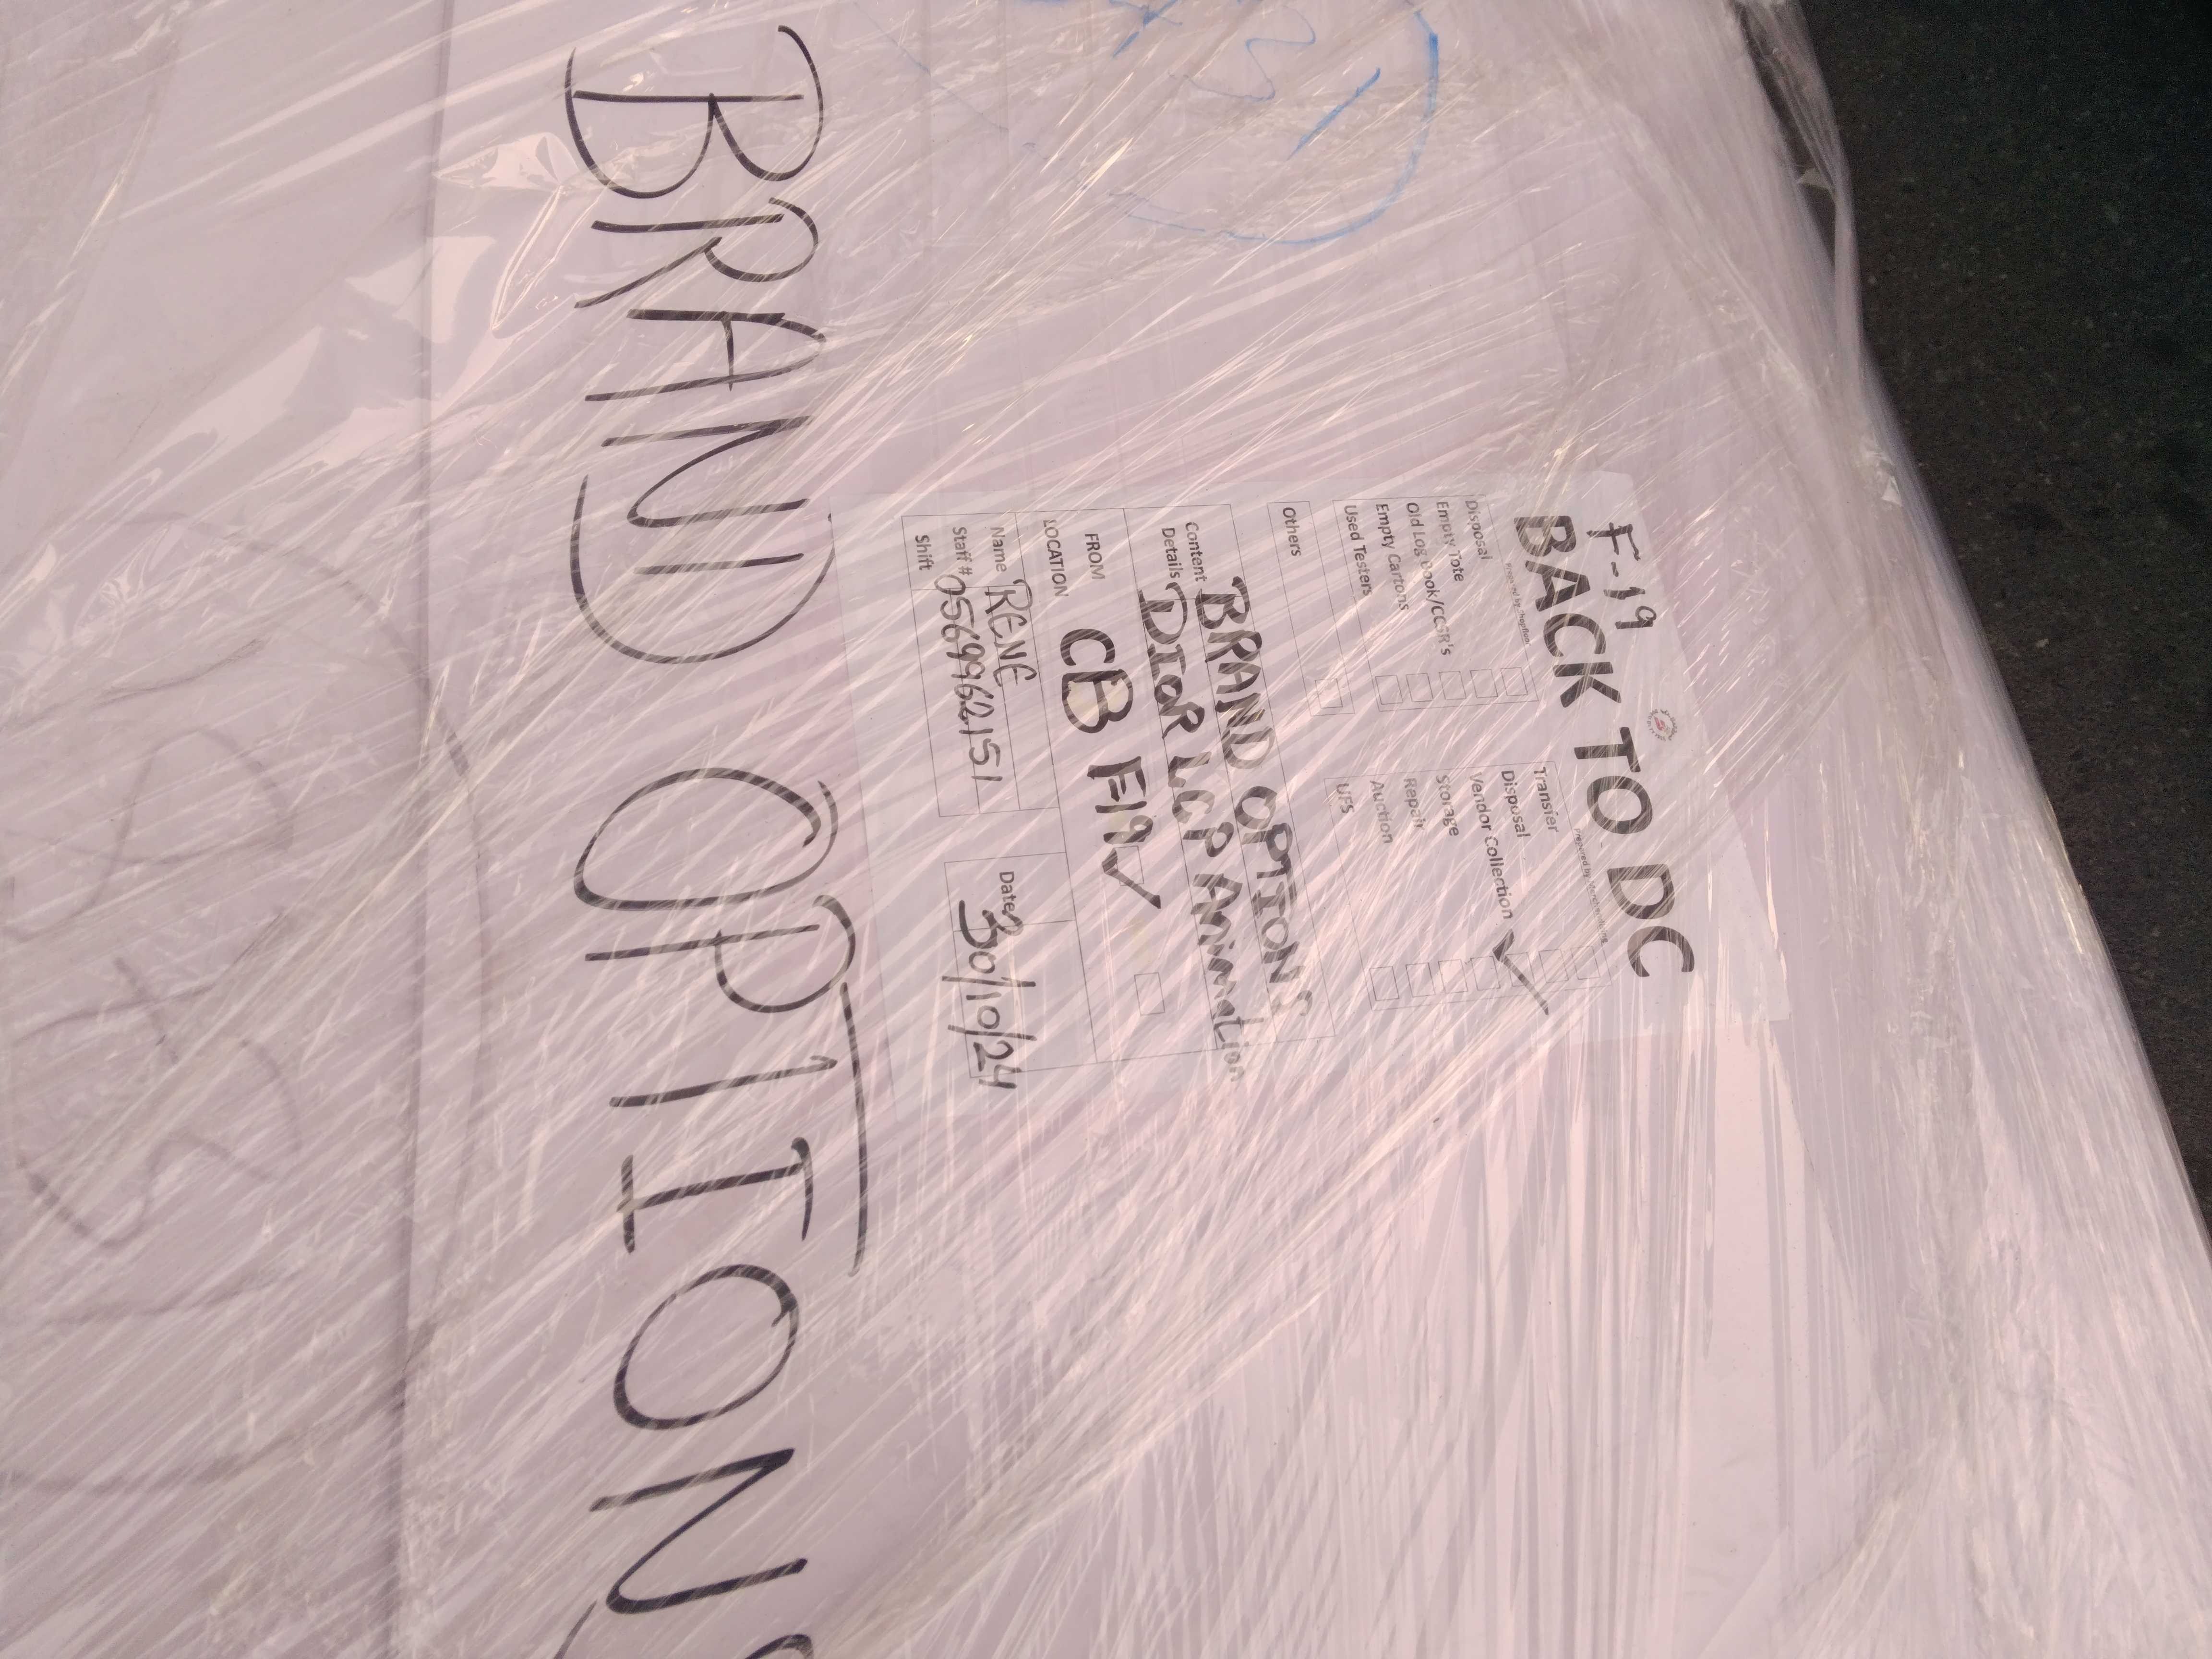 F-19
BACK TO DC
Disposal
Empty Tote
Old Log Book/CCSR's
Empty Cartons
Used Testers
Others
Transfer
Disposal
Vendor Collection ✓
Storage
Repair
Auction
UFS
Content BRAND OPTIONS
Details DIOR LCP Animation
FROM CB F19 ✓
LOCATION
Name RENE
Staff # 0569996215 1
Shift
Date 30/10/24
BRAND OPTIONS